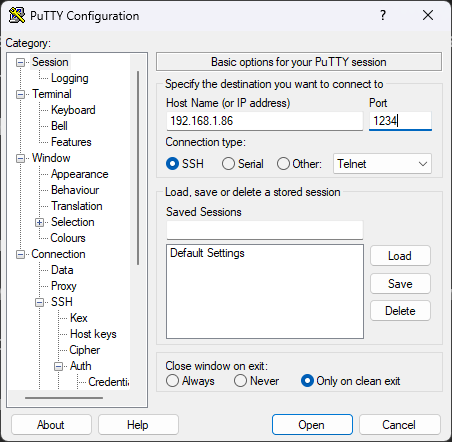 PuTTY Configuration
?
Category:
Session
Logging
Terminal
Keyboard
Bell
Features
Window
Appearance
Behaviour
Translation
Selection
Colours
Connection
Data
Proxy
SSH
Kex
Host keys
Cipher
Auth
Basic options for your PuTTY session
Specify the destination you want to connect to
Host Name (or IP address) Port
192.168.1.86 1234
Connection type:
SSH Serial Other: Telnet
Load, save or delete a stored session
Saved Sessions
Default Settings
Load
Save
Delete
Close window on exit:
Always Never Only on clean exit
About Help Open Cancel